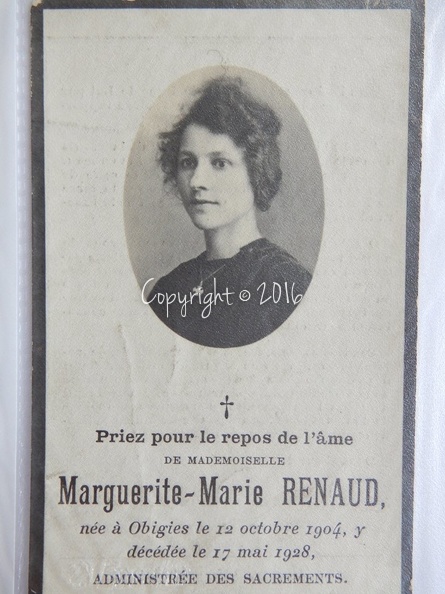 Copyright © 2016
†
Priez pour le repos de l'âme
DE MADEMOISELLE
Marguerite-Marie RENAUD,
née à Obigies le 12 octobre 1904, y
décédée le 17 mai 1928,
ADMINISTRÉE DES SACREMENTS.